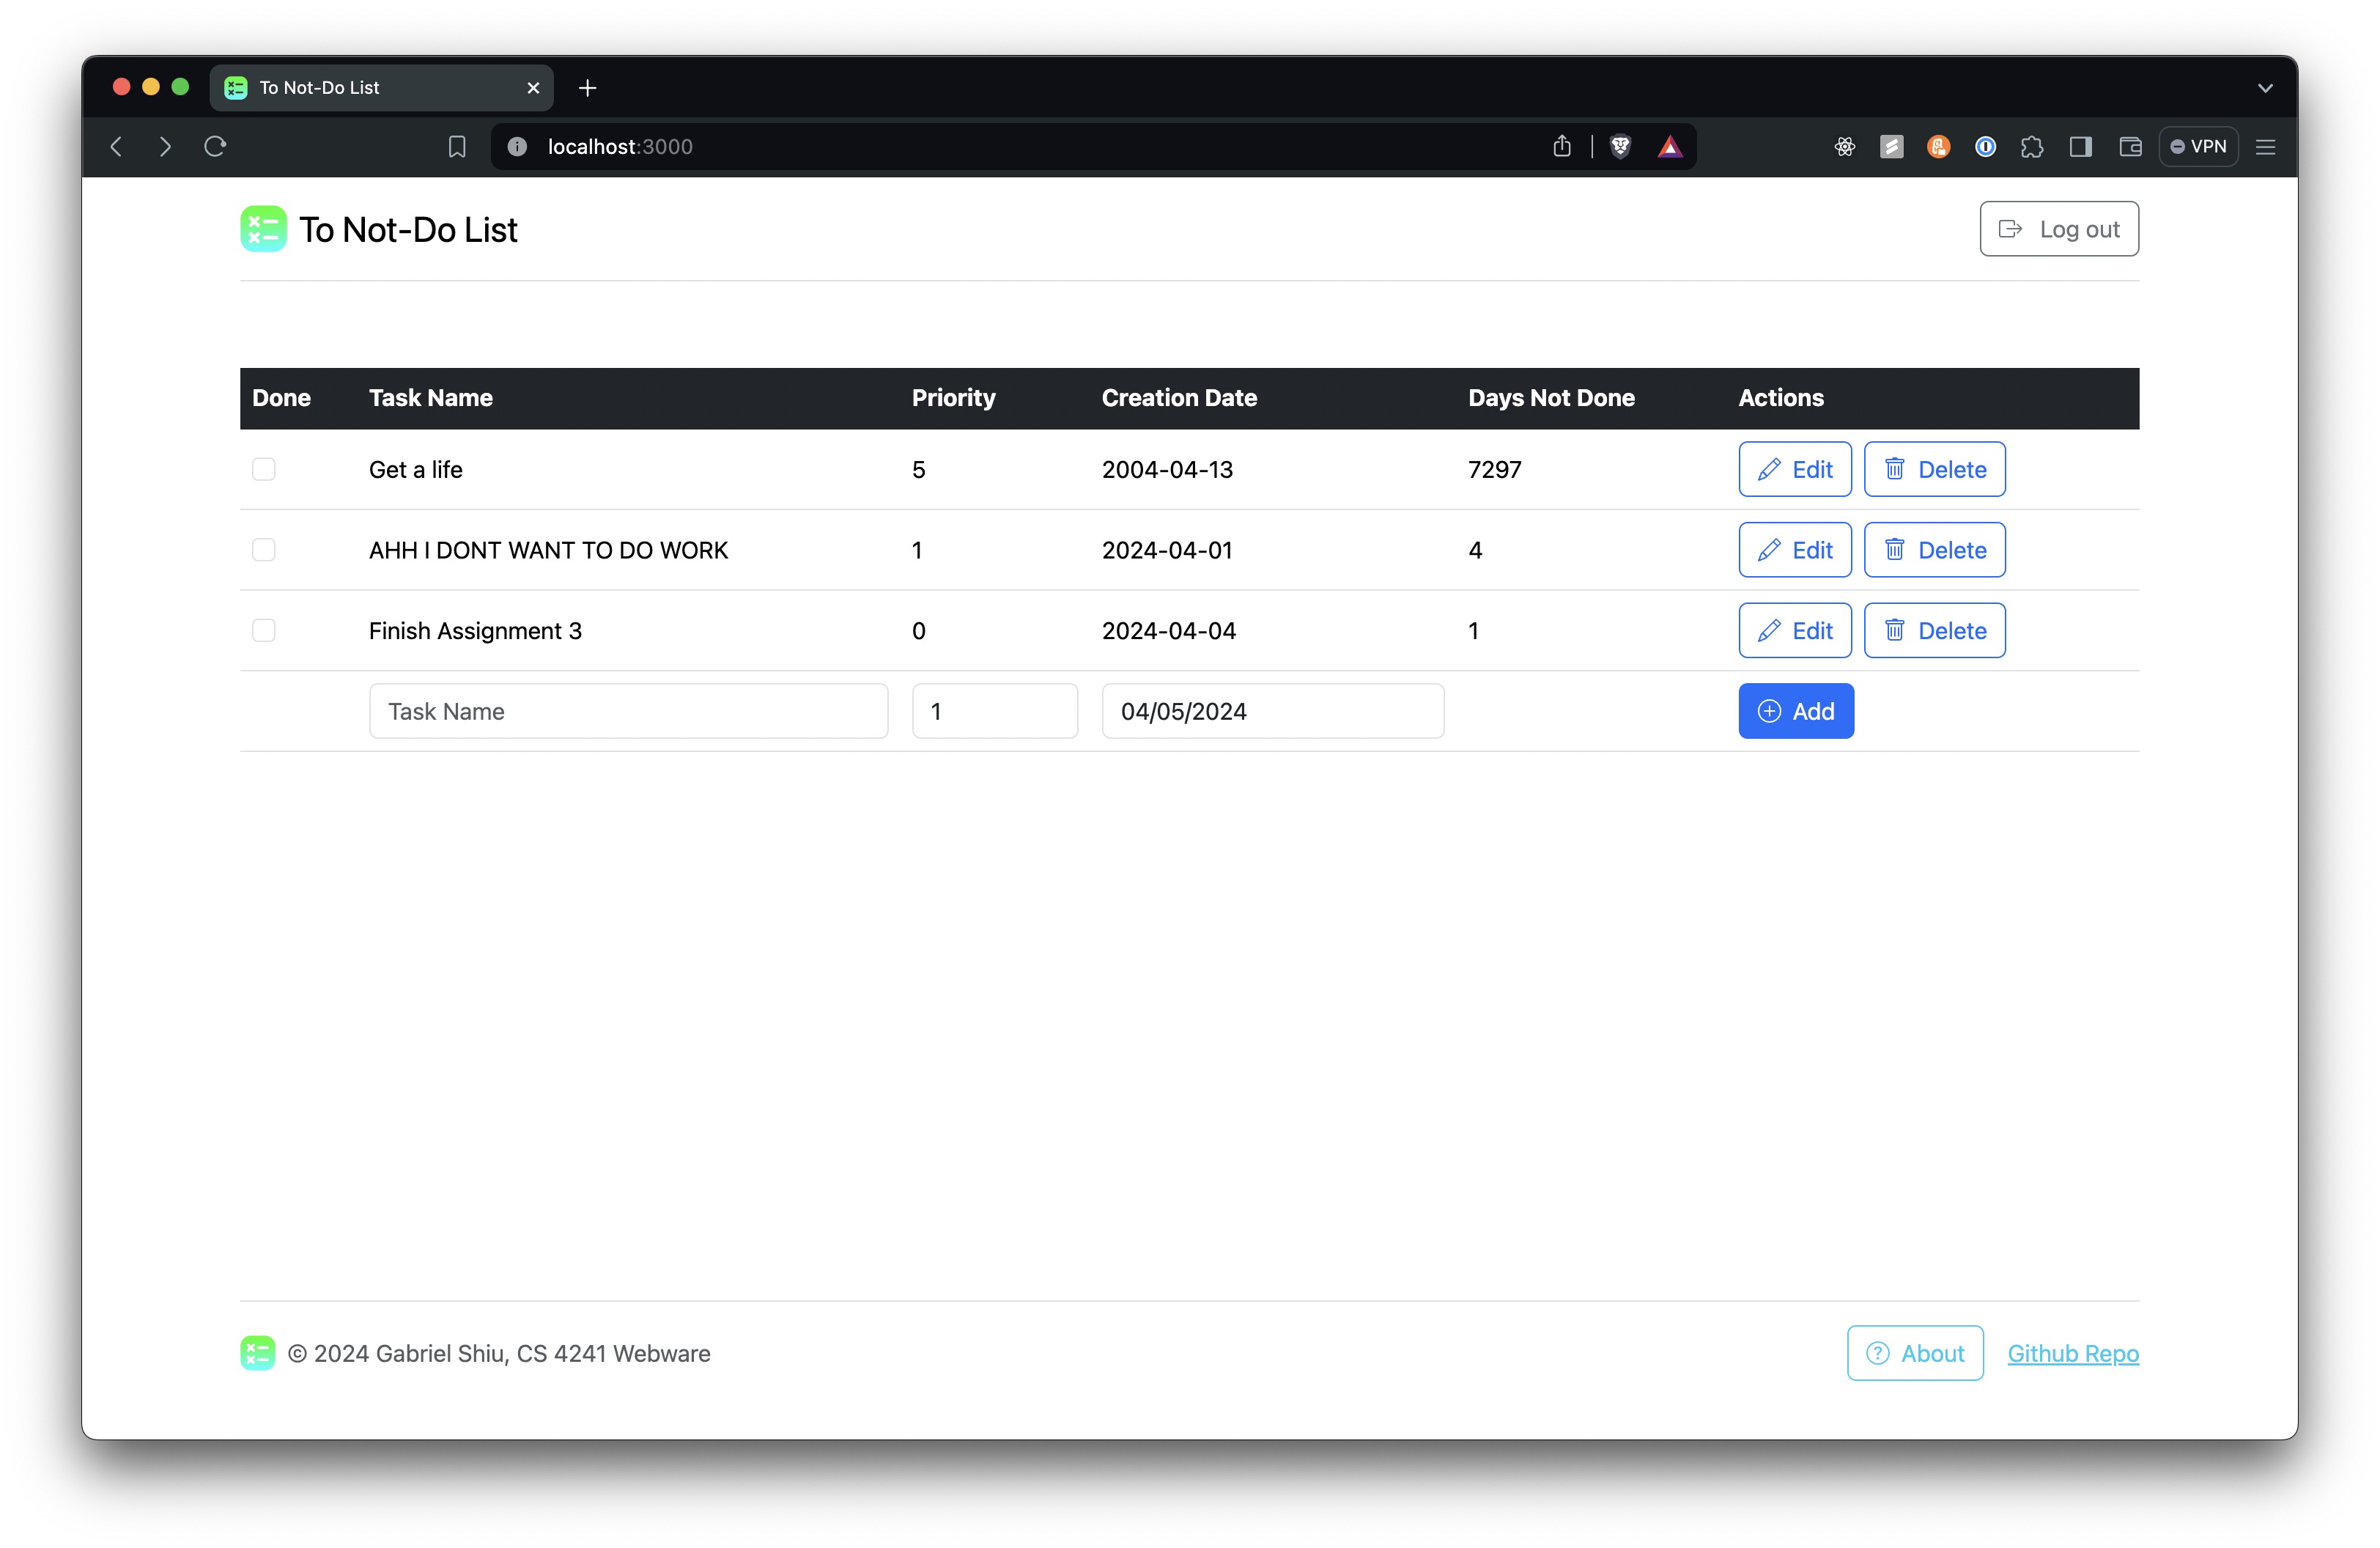 To Not-Do List
localhost:3000
VPN
To Not-Do List
Log out
Done Task Name Priority Creation Date Days Not Done Actions
Get a life 5 2004-04-13 7297 Edit Delete
AHH I DONT WANT TO DO WORK 1 2024-04-01 4 Edit Delete
Finish Assignment 3 0 2024-04-04 1 Edit Delete
Task Name 1 04/05/2024 Add
© 2024 Gabriel Shiu, CS 4241 Webware
About Github Repo